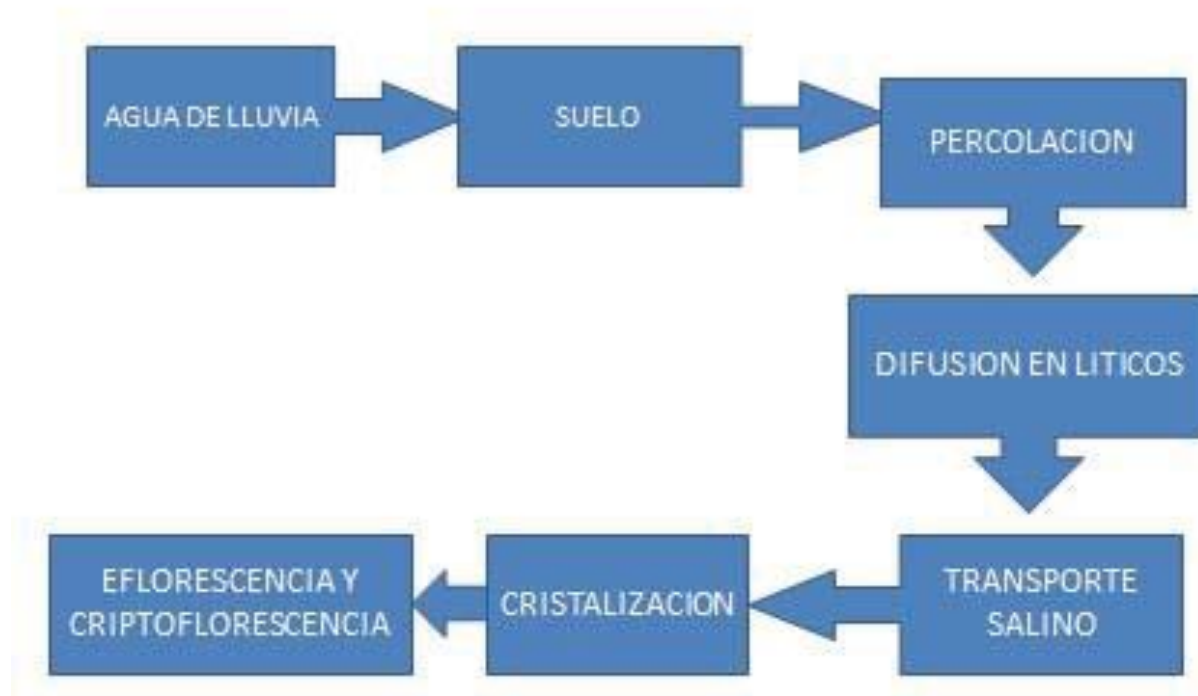 AGUA DE LLUVIA
SUELO
PERCOLACION
DIFUSION EN LITICOS
TRANSPORTE
SALINO
CRISTALIZACION
EFLORESCENCIA Y
CRIPTOFLORESCENCIA